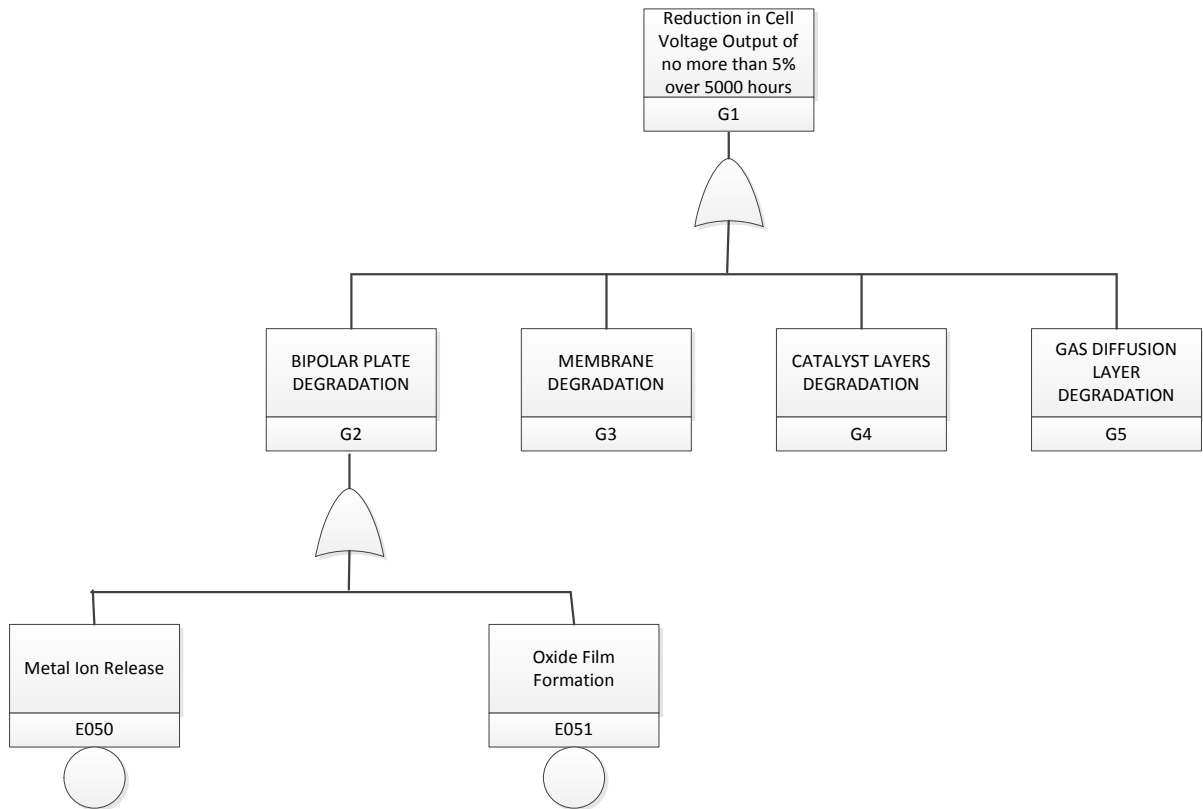 Reduction in Cell
Voltage Output of
no more than 5%
over 5000 hours
G1
BIPOLAR PLATE
DEGRADATION
G2
MEMBRANE
DEGRADATION
G3
CATALYST LAYERS
DEGRADATION
G4
GAS DIFFUSION
LAYER
DEGRADATION
G5
Metal Ion Release
E050
Oxide Film
Formation
E051